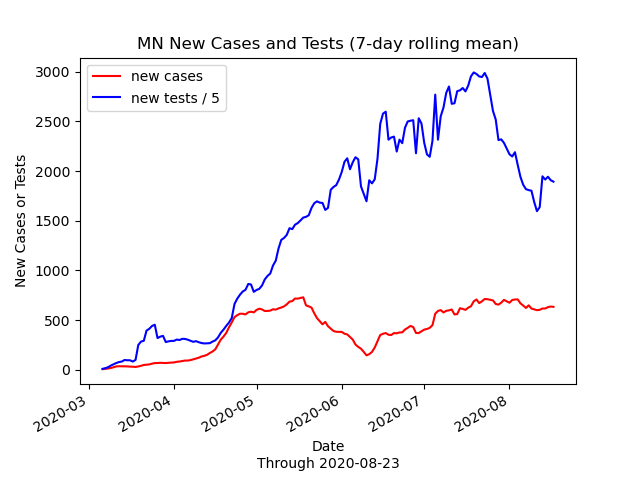 MN New Cases and Tests (7-day rolling mean)
new cases
new tests / 5
New Cases or Tests
3000
2500
2000
1500
1000
500
0
2020-03
2020-04
2020-05
2020-06
2020-07
2020-08
Date
Through 2020-08-23